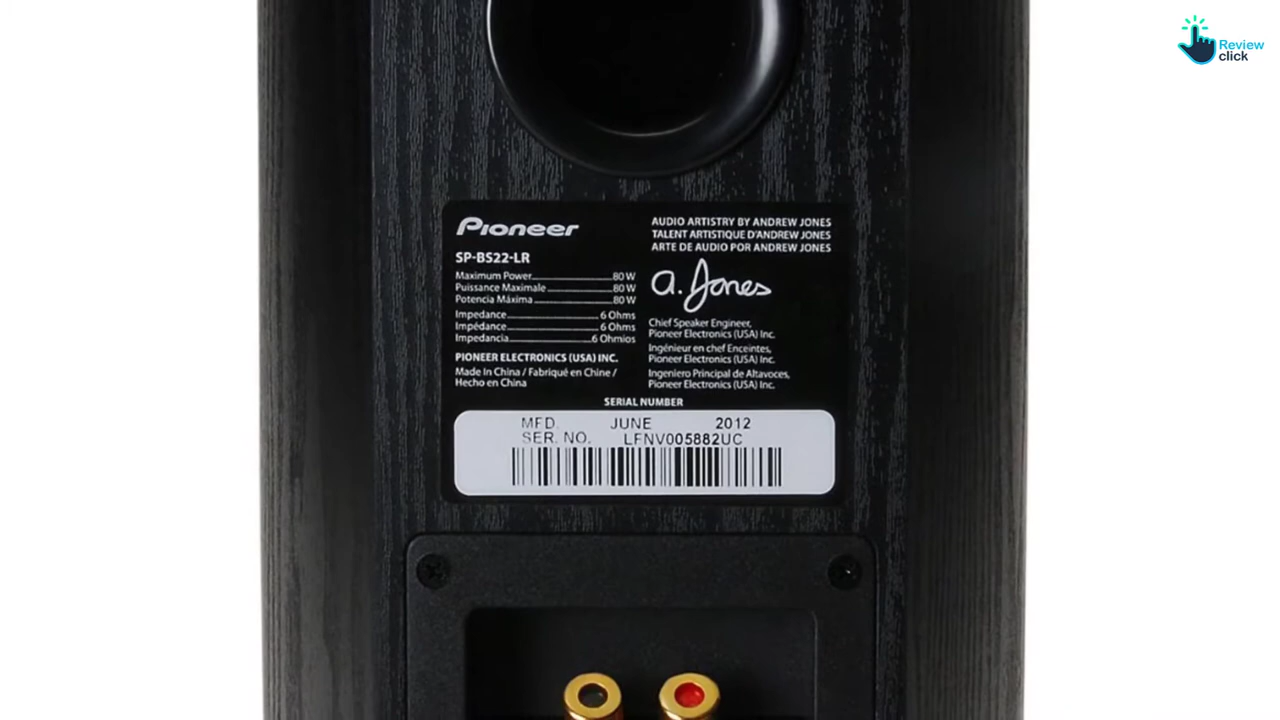 Review
click
Pioneer
SP-BS22-LR
Maximum Power 80 W
Puissance Maximale 80 W
Potencia Máxima 80 W
Impedance 6 Ohms
Impédance 6 Ohms
Impedancia 6 Ohmios
PIONEER ELECTRONICS (USA) INC.
Made In China / Fabriqué en Chine /
Hecho en China
AUDIO ARTISTRY BY ANDREW JONES
TALENT ARTISTIQUE D'ANDREW JONES
ARTE DE AUDIO POR ANDREW JONES
a. Jones
Chief Speaker Engineer,
Pioneer Electronics (USA) Inc.
Ingénieur en chef Enceintes,
Pioneer Electronics (USA) Inc.
Ingeniero Principal de Altavoces,
Pioneer Electronics (USA) Inc.
SERIAL NUMBER
MFD JUNE 2012
SER. NO. LFNV005882UC